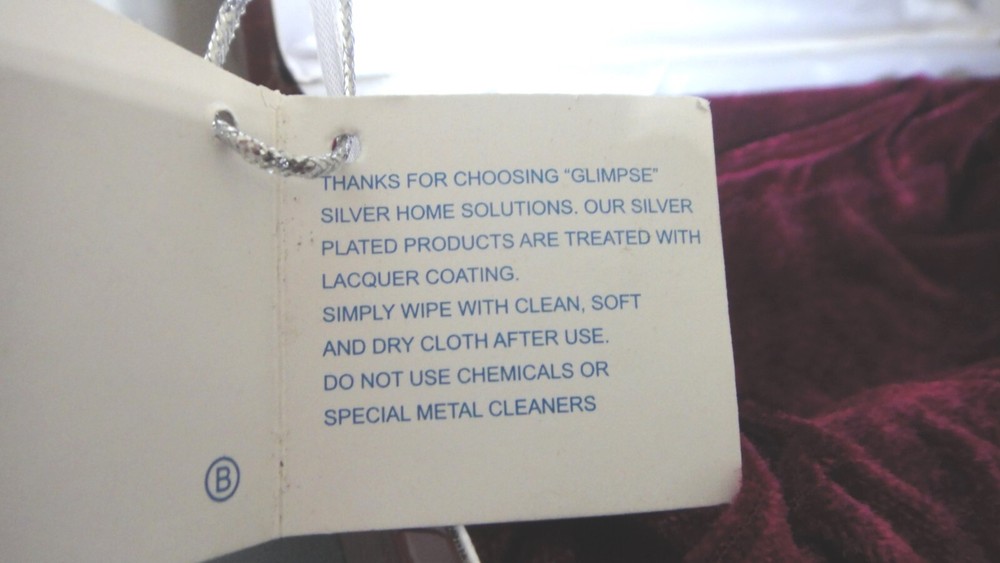 THANKS FOR CHOOSING “GLIMPSE”
SILVER HOME SOLUTIONS. OUR SILVER
PLATED PRODUCTS ARE TREATED WITH
LACQUER COATING.
SIMPLY WIPE WITH CLEAN, SOFT
AND DRY CLOTH AFTER USE.
DO NOT USE CHEMICALS OR
SPECIAL METAL CLEANERS
B